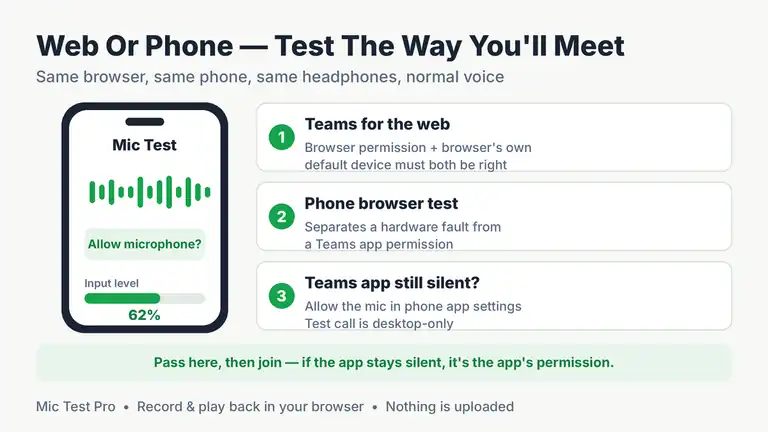 Web Or Phone — Test The Way You'll Meet
Same browser, same phone, same headphones, normal voice
Mic Test
Allow microphone?
Input level
62%
1
Teams for the web
Browser permission + browser's own
default device must both be right
2
Phone browser test
Separates a hardware fault from
a Teams app permission
3
Teams app still silent?
Allow the mic in phone app settings
Test call is desktop-only
Pass here, then join — if the app stays silent, it's the app's permission.
Mic Test Pro • Record & play back in your browser • Nothing is uploaded